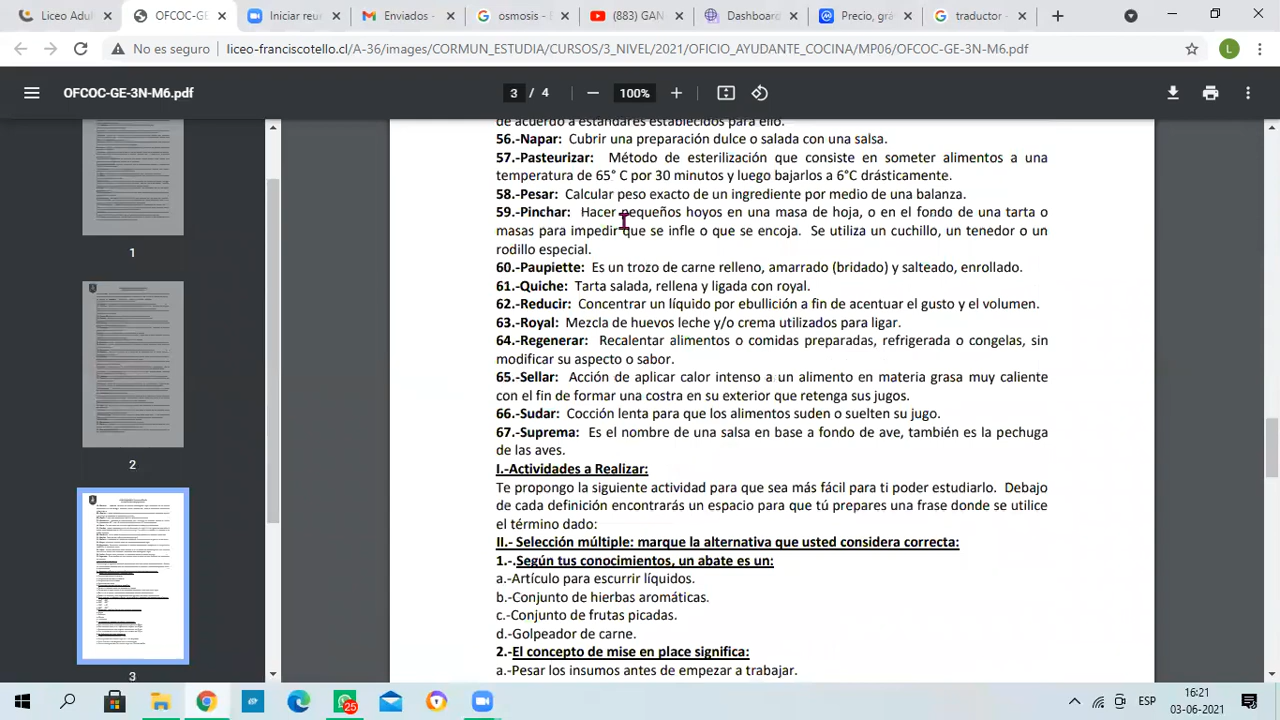 Liceo Adul
OFCOC-GE
Iniciar reu
Enviados -
osmosis - B
(883) GAN
Dashboard
Precio, grá
traductor -
No es seguro
liceo-franciscotello.cl/A-36/images/CORMUN_ESTUDIA/CURSOS/3_NIVEL/2021/OFICIO_AYUDANTE_COCINA/MP06/OFCOC-GE-3N-M6.pdf
L
OFCOC-GE-3N-M6.pdf
3 / 4
100%
56.-Napar: Cubrir una preparación dulce o salada con una salsa.
57.-Pasteurizar: Método de esterilización que consiste en someter alimentos a una
temperatura de 65° C por 30 minutos y luego bajarlos a 6°C drásticamente.
58.-Pesar- Calcular peso exacto de un ingrediente por medio de una balanza.
Hacer pequeños hoyos en una masa de hoja, o en el fondo de una tarta o
masas para impedir que se infle o que se encoja. Se utiliza un cuchillo, un tenedor o un
rodillo especial.
60.-Paupiette: Es un trozo de carne relleno, amarrado (bridado) y salteado, enrollado.
61.-Quiche: Tarta salada, rellena y ligada con royal.
62.-Reducir: Concentrar un líquido por ebullición a fin de acentuar el gusto y el volumen.
63.-Royal: Mezcla de huevos leche y/o crema utilizados para ligar.
64.-Regenerar: Recalentar alimentos o comidas preparadas, refrigerada o congelas, sin
modificar su aspecto o sabor.
65.-Sellar: Acción de aplicar calor intenso a un alimento en materia grasa muy caliente
con el fin de formar una costra en su exterior que detenga sus jugos.
66.-Sudar: Cocción lenta para que los alimentos suden o suelten su jugo.
67.-Suprema: Es el nombre de una salsa en base a fondo de ave, también es la pechuga
de las aves.
I.-Actividades a Realizar:
Te propongo la siguiente actividad para que sea más fácil para ti poder estudiarlo. Debajo
de la definición encontrarás un espacio para que tú prepares una frase donde se utilice
el término dado.
II.-Selecciónmultiple: marque la alternativa que usted considera correcta:
1.-Según el documento, un Bouquet es un:
a.-Aparato para escurrir líquidos.
b.-Conjunto de hierbas aromáticas.
c.-Conjunto de frutas secas.
d.-Contenedor de carnes.
2.-El concepto de mise en place significa:
a.-Pesar los insumos antes de empezar a trabajar.
1
2
3
25
ESP
16:21
03-06-2021